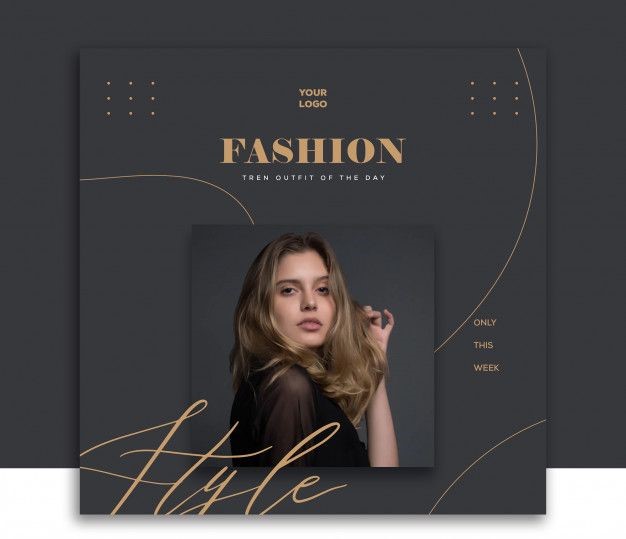 YOUR
LOGO
FASHION
TREN OUTFIT OF THE DAY
ONLY
THIS
WEEK
Style